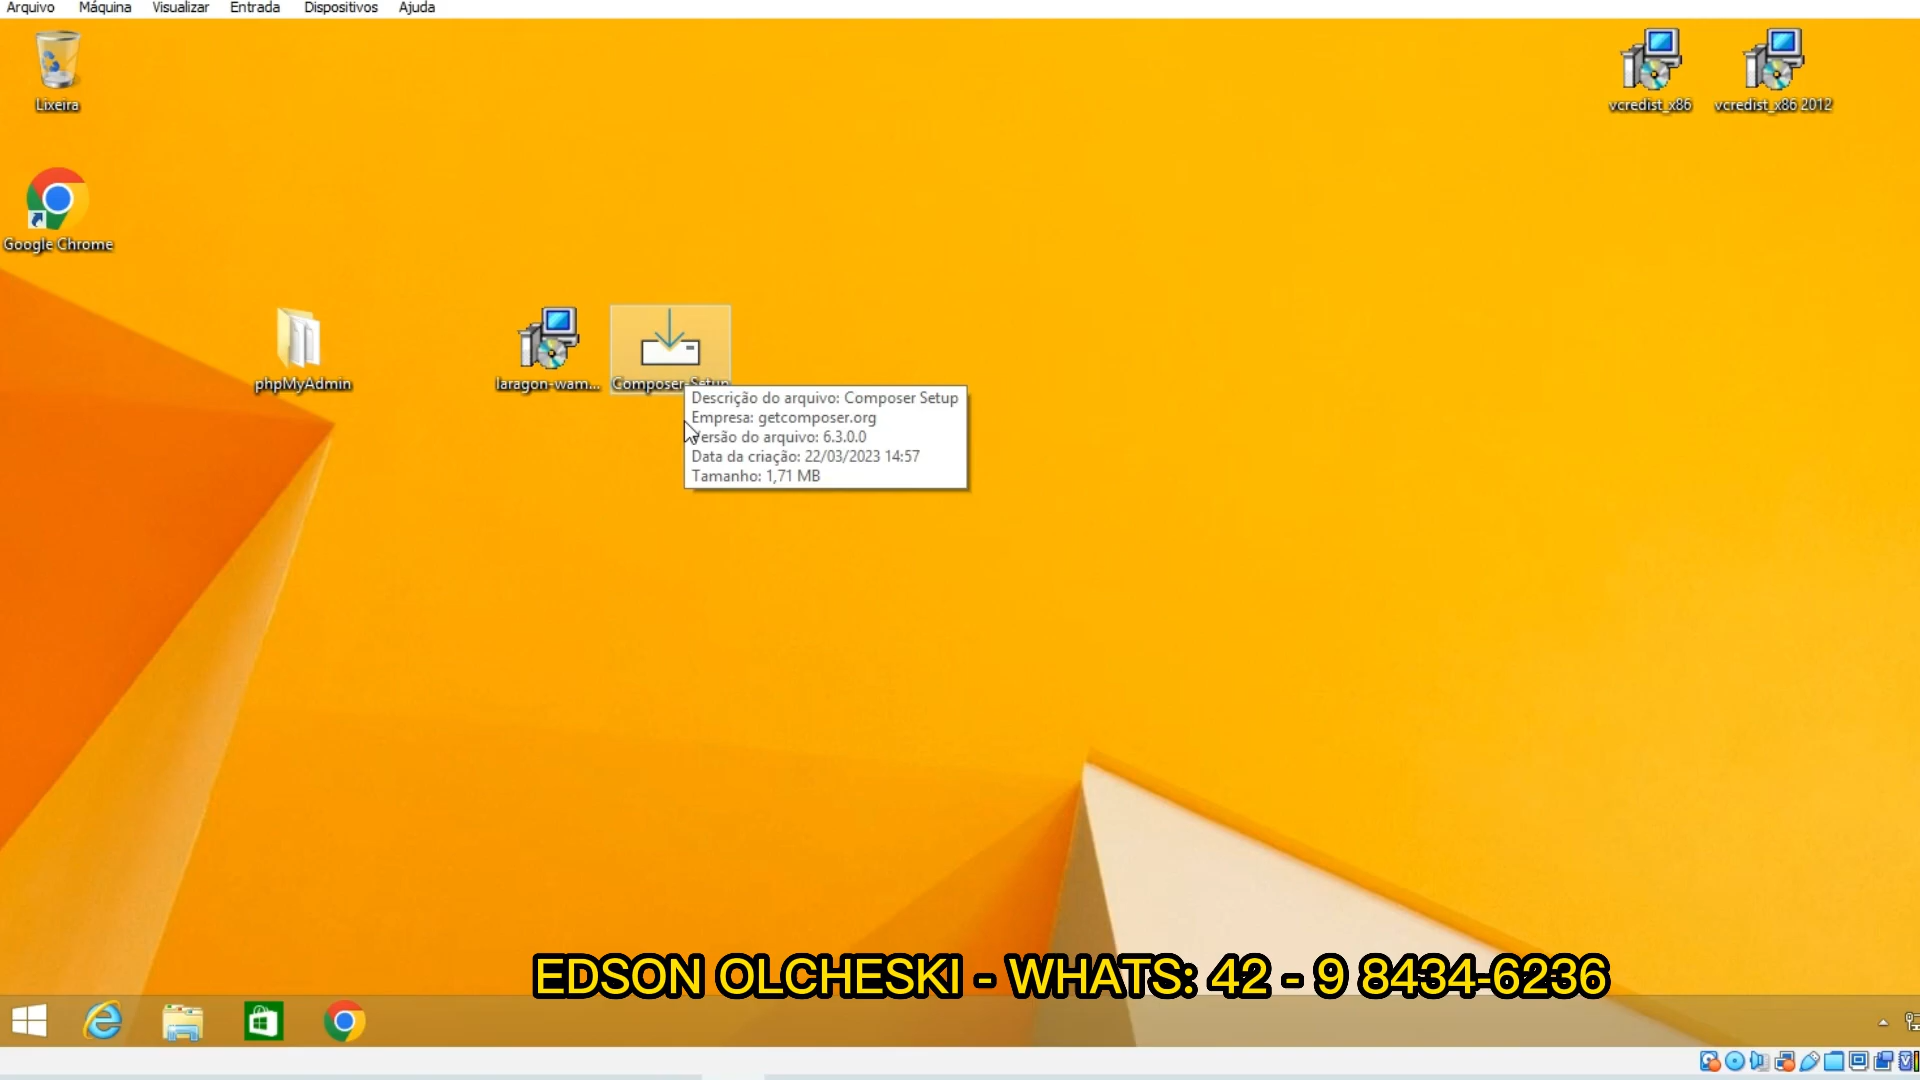 Arquivo Máquina Visualizar Entrada Dispositivos Ajuda
Lixeira
vcredist_x86
vcredist_x86 2012
Google Chrome
phpMyAdmin
laragon-wam...
Composer-Setup
Descrição do arquivo: Composer Setup
Empresa: getcomposer.org
ersão do arquivo: 6.3.0.0
Data da criação: 22/03/2023 14:57
Tamanho: 1,71 MB
EDSON OLCHESKI - WHATS: 42 - 9 8434-6236